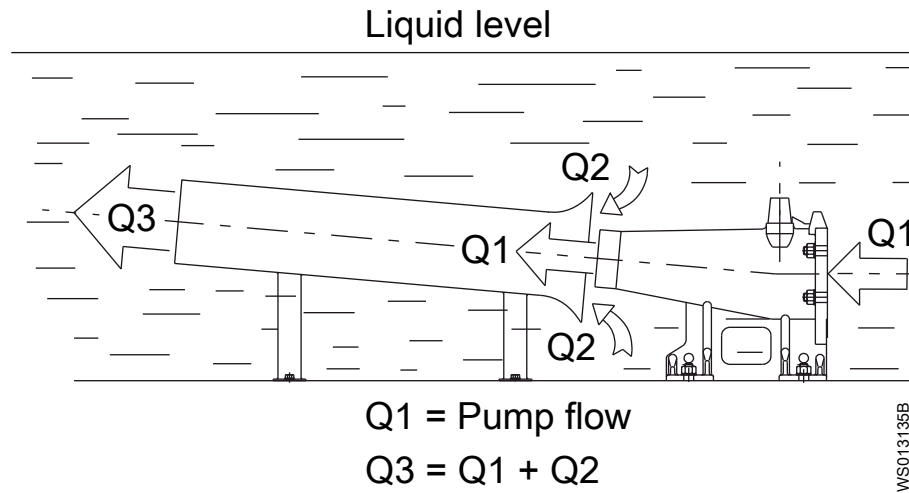 Liquid level
Q2
Q3
Q1
Q1
Q2
Q1 = Pump flow
Q3 = Q1 + Q2
WS013135B